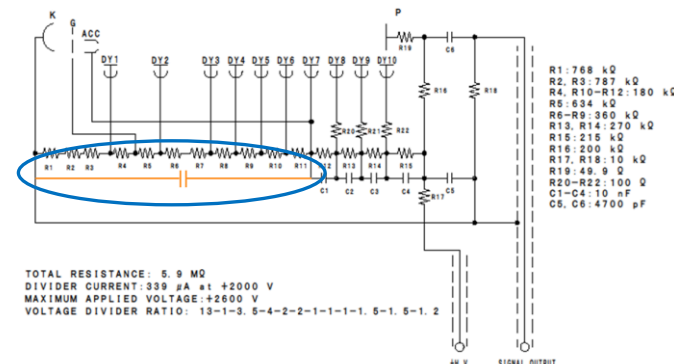 K
G
ACC
P
DY1 DY2 DY3 DY4 DY5 DY6 DY7 DY8 DY9 DY10
R19
C6
R16
R18
R20 R21 R22
R1 R2 R3 R4 R5 R6 R7 R8 R9 R10 R11 R12 R13 R14 R15
C1 C2 C3 C4 C5
R17
R1:768 kΩ
R2, R3:787 kΩ
R4, R10-R12:180 kΩ
R5:634 kΩ
R6-R9:360 kΩ
R13, R14:270 kΩ
R15:215 kΩ
R16:200 kΩ
R17, R18:10 kΩ
R19:49.9 Ω
R20-R22:100 Ω
C1-C4:10 nF
C5, C6:4700 pF
TOTAL RESISTANCE: 5.9 MΩ
DIVIDER CURRENT:339 μA at +2000 V
MAXIMUM APPLIED VOLTAGE:+2600 V
VOLTAGE DIVIDER RATIO: 13-1-3.5-4-2-2-1-1-1-1.5-1.5-1.2
SIGNAL OUTPUT